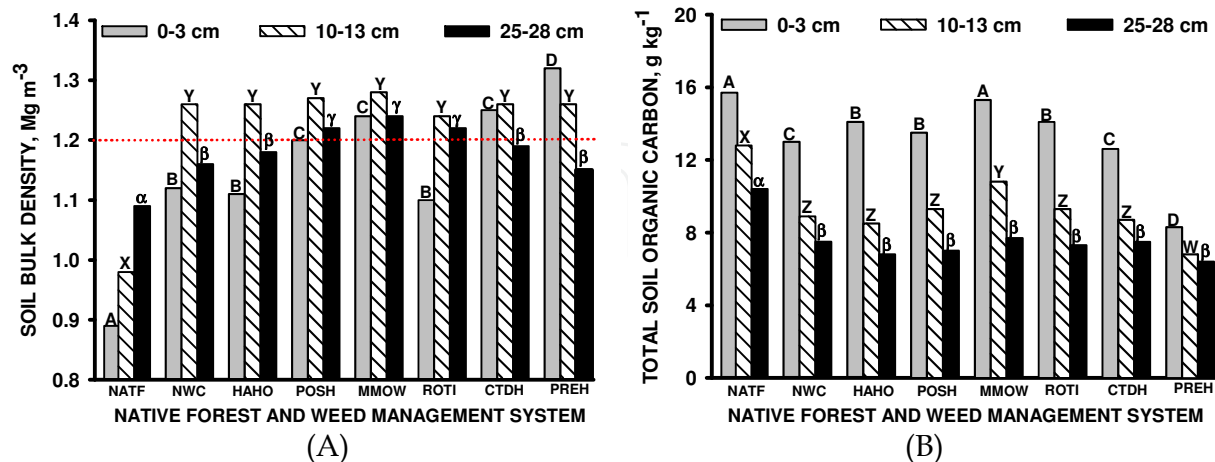 SOIL BULK DENSITY, Mg m⁻³
1.4
1.3
1.2
1.1
1.0
0.9
0.8
0-3 cm 10-13 cm 25-28 cm
A X α B Y β B Y β C Y γ C Y γ B Y γ C Y β D Y β
NATF NWC HAHO POSH MMOW ROTI CTDH PREH
NATIVE FOREST AND WEED MANAGEMENT SYSTEM
(A)
TOTAL SOIL ORGANIC CARBON, g kg⁻¹
20
16
12
8
4
0
0-3 cm 10-13 cm 25-28 cm
A X α C Z β B Z β B Z β A Y β B Z β C Z β D W β
NATF NWC HAHO POSH MMOW ROTI CTDH PREH
NATIVE FOREST AND WEED MANAGEMENT SYSTEM
(B)